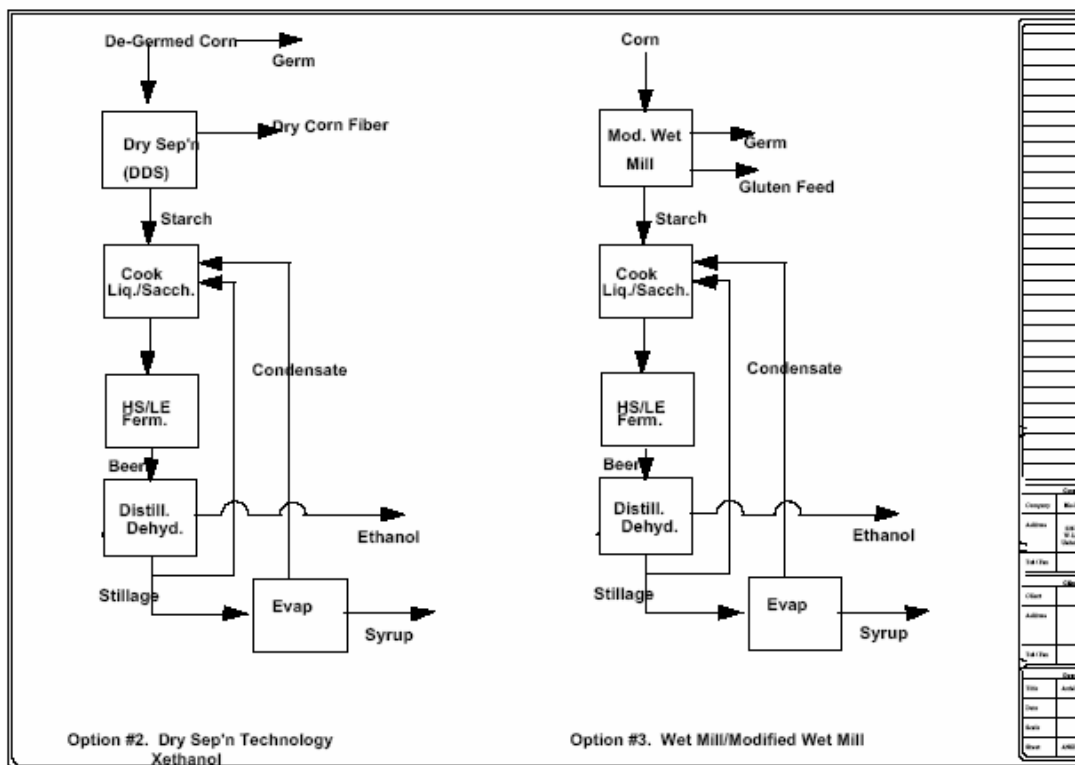 De-Germed Corn
Germ
Dry Sep'n
(DDS)
Dry Corn Fiber
Starch
Cook
Liq./Sacch.
Condensate
HS/LE
Ferm.
Beer
Distill.
Dehyd.
Ethanol
Stillage
Evap
Syrup
Option #2. Dry Sep'n Technology
Xethanol
Corn
Mod. Wet
Mill
Germ
Gluten Feed
Starch
Cook
Liq./Sacch.
Condensate
HS/LE
Ferm.
Beer
Distill.
Dehyd.
Ethanol
Stillage
Evap
Syrup
Option #3. Wet Mill/Modified Wet Mill
Company
Address
Tel / Fax
Client
Address
Tel / Fax
Title
Date
Scale
Sheet